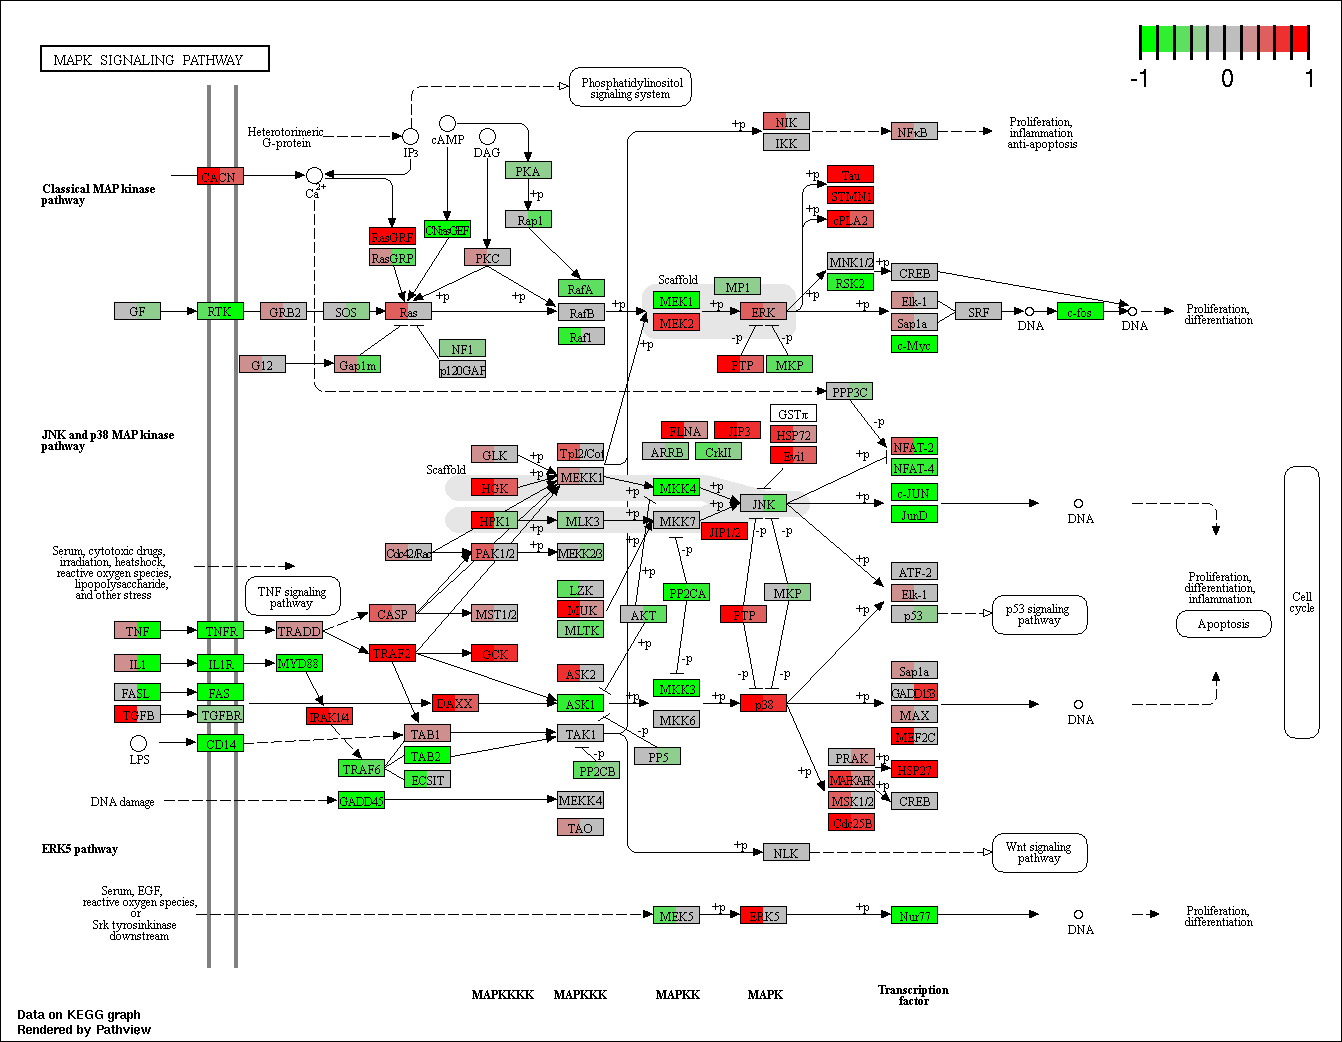 MAPK SIGNALING PATHWAY
-1 0 1
Phosphatidylinositol
signaling system
Heterotorimeric
G-protein
IP3
cAMP
DAG
Ca2+
Classical MAP kinase
pathway
CACN
PKA
+p
Rap1
RasGRF
CNrasGEF
RasGRP
PKC
+p
+p
GF
RTK
GRB2
SOS
Ras
RafA
RafB
Raf1
+p
G12
Gap1m
NF1
p120GAP
+p
Scaffold
MEK1
MEK2
+p
MP1
ERK
-p
-p
PTP
MKP
+p
NIK
IKK
NFκB
Proliferation,
inflammation
anti-apoptosis
+p
Tau
STMN1
+p
cPLA2
+p
MNK1/2
RSK2
+p
CREB
+p
Elk-1
Sap1a
SRF
c-Myc
DNA
c-fos
DNA
Proliferation,
differentiation
PPP3C
-p
JNK and p38 MAP kinase
pathway
Scaffold
GLK
HGK
HPK1
+p
+p
+p
Tpl2/Cot
MEKK1
MLK3
MEKK2/3
+p
Cdc42/Rac
PAK1/2
FLNA
JIP3
ARRB
CrkII
GSTπ
HSP72
Evi1
MKK4
MKK7
+p
+p
JNK
JIP1/2
+p
NFAT-2
NFAT-4
+p
c-JUN
JunD
DNA
Serum, cytotoxic drugs,
irradiation, heatshock,
reactive oxygen species,
lipopolysaccharide,
and other stress
TNF signaling
pathway
CASP
MST1/2
LZK
MUK
MLTK
+p
+p
+p
AKT
-p
PP2CA
-p
-p
-p
PTP
MKP
-p
-p
+p
ATF-2
Elk-1
p53
+p
p53 signaling
pathway
Proliferation,
differentiation,
inflammation
Apoptosis
Cell
cycle
TNF
TNFR
TRADD
IL1
IL1R
MYD88
TRAF2
GCK
ASK2
FASL
FAS
DAXX
ASK1
+p
MKK3
MKK6
+p
p38
+p
Sap1a
GADD153
MAX
MEF2C
DNA
TGFB
TGFBR
IRAK1/4
TAB1
TAK1
LPS
CD14
TRAF6
TAB2
ECSIT
-p
PP2CB
-p
PP5
+p
PRAK
MAPKAPK
MSK1/2
Cdc25B
+p
HSP27
+p
CREB
DNA damage
GADD45
MEKK4
TAO
ERK5 pathway
+p
NLK
Wnt signaling
pathway
Serum, EGF,
reactive oxygen species,
or
Srk tyrosinkinase
downstream
MEK5
+p
ERK5
+p
Nur77
DNA
Proliferation,
differentiation
MAPKKKK
MAPKKK
MAPKK
MAPK
Transcription
factor
Data on KEGG graph
Rendered by Pathview